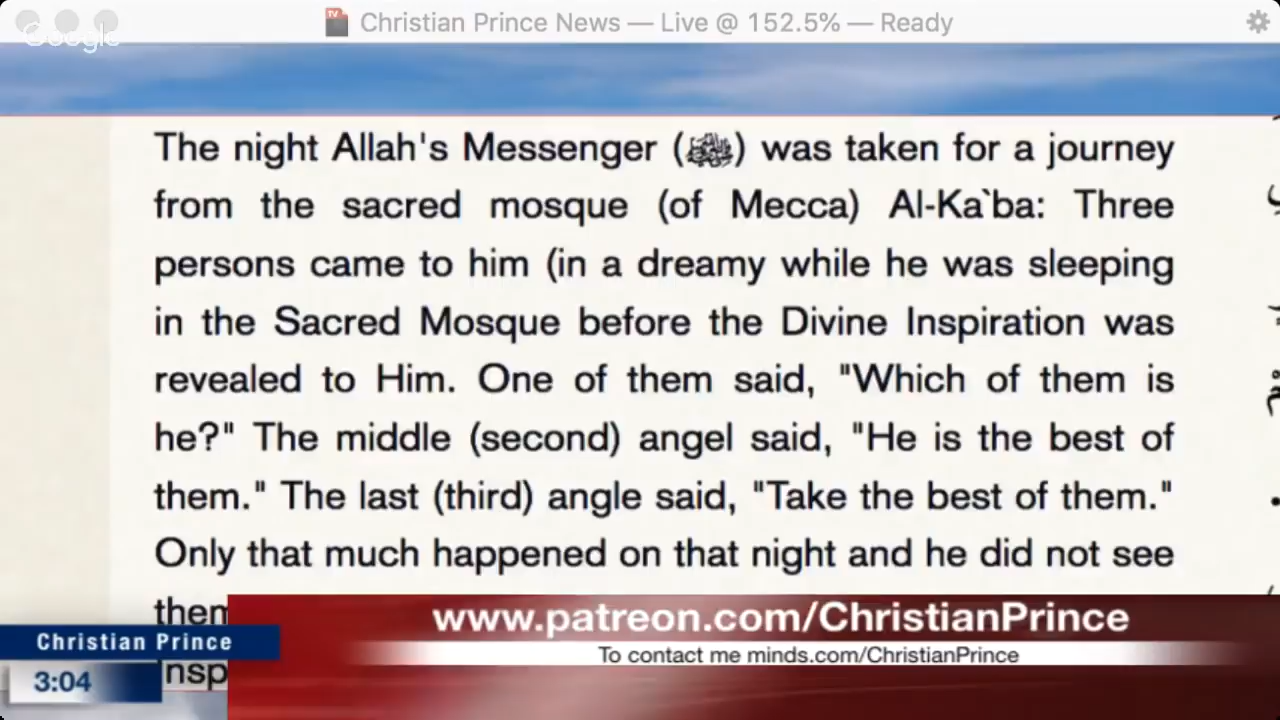 Christian Prince News — Live @ 152.5% — Ready
Google
The night Allah's Messenger (ﷺ) was taken for a journey
from the sacred mosque (of Mecca) Al-Ka`ba: Three
persons came to him (in a dreamy while he was sleeping
in the Sacred Mosque before the Divine Inspiration was
revealed to Him. One of them said, "Which of them is
he?" The middle (second) angel said, "He is the best of
them." The last (third) angle said, "Take the best of them."
Only that much happened on that night and he did not see
them
www.patreon.com/ChristianPrince
Christian Prince
To contact me minds.com/ChristianPrince
3:04